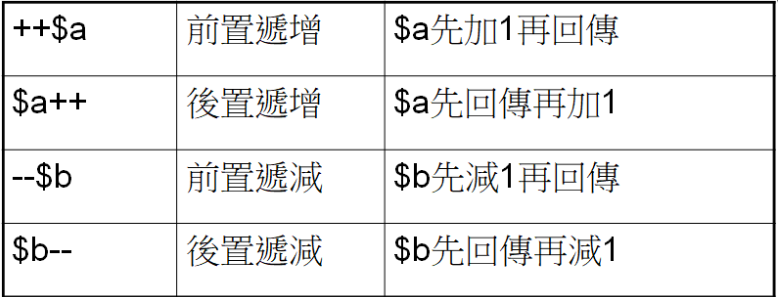 ++$a 前置遞增 $a先加1再回傳
$a++ 後置遞增 $a先回傳再加1
--$b 前置遞减 $b先減1再回傳
$b-- 後置遞减 $b先回傳再減1